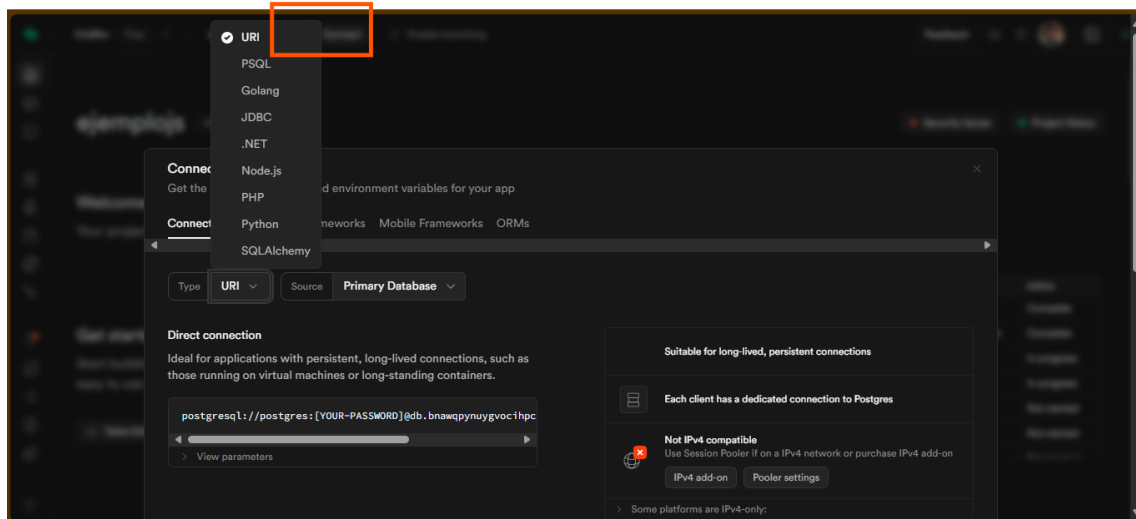 URI
PSQL
Golang
JDBC
.NET
Node.js
PHP
Python
SQLAlchemy
ejemplojs
Connec
Get the
d environment variables for your app
Connect
meworks Mobile Frameworks ORMs
Type URI Source Primary Database
Direct connection
Ideal for applications with persistent, long-lived connections, such as
those running on virtual machines or long-standing containers.
postgresql://postgres:[YOUR-PASSWORD]@db.bnawqpynuygvocihpc
View parameters
Suitable for long-lived, persistent connections
Each client has a dedicated connection to Postgres
Not IPv4 compatible
Use Session Pooler if on a IPv4 network or purchase IPv4 add-on
IPv4 add-on Pooler settings
Some platforms are IPv4-only: